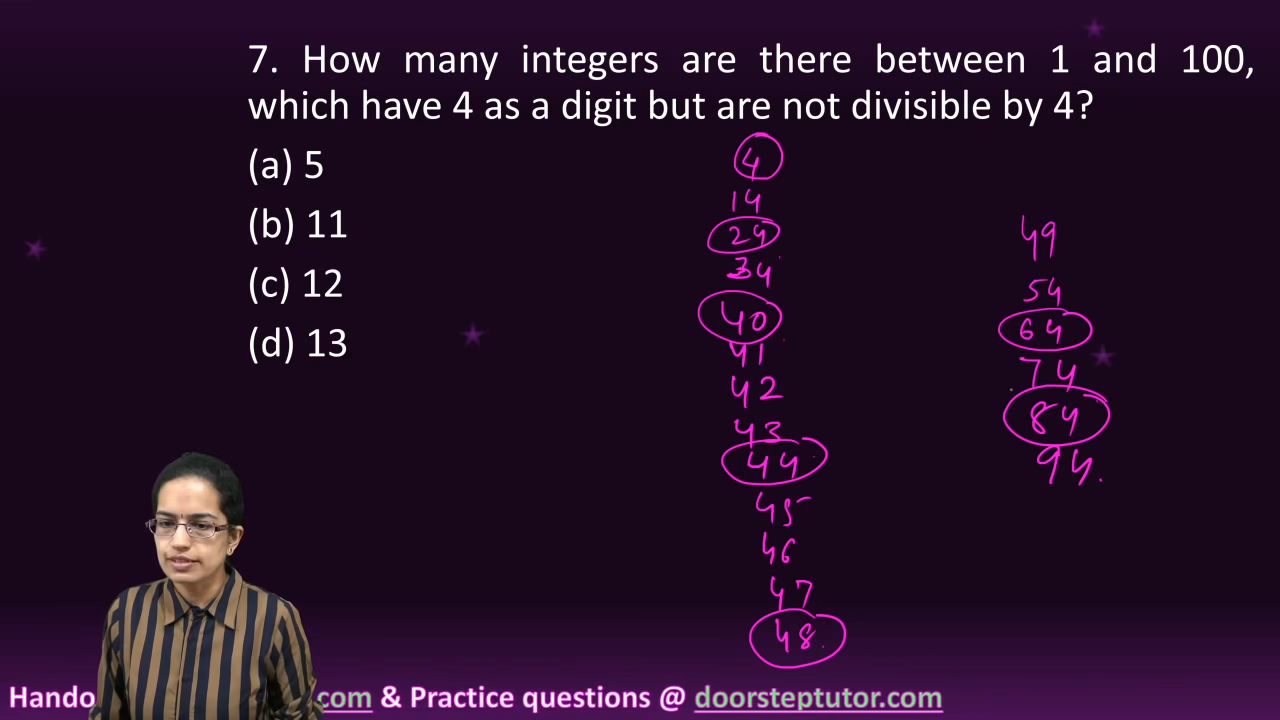 7. How many integers are there between 1 and 100,
which have 4 as a digit but are not divisible by 4?
(a) 5
(b) 11
(c) 12
(d) 13
4
14
24
34
40
41
42
43
44
45
46
47
48
49
54
64
74
84
94.
Hando
com & Practice questions @ doorsteptutor.com